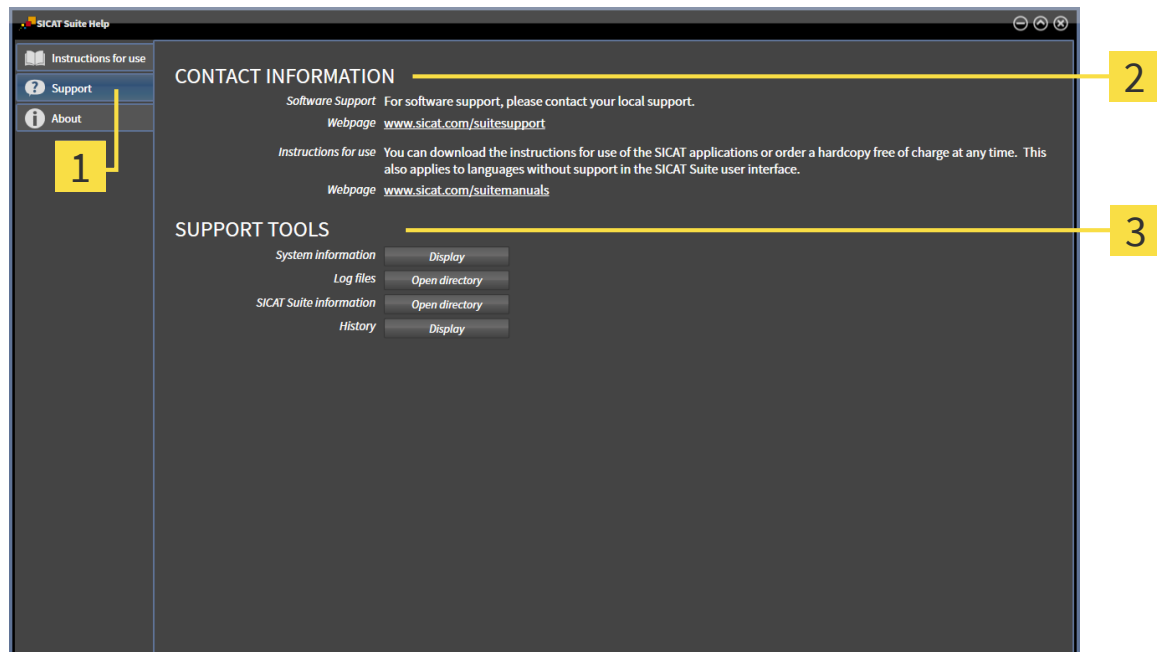 SICAT Suite Help
Instructions for use
Support
About
1
CONTACT INFORMATION
2
Software Support For software support, please contact your local support.
Webpage www.sicat.com/suitesupport
Instructions for use You can download the instructions for use of the SICAT applications or order a hardcopy free of charge at any time. This
also applies to languages without support in the SICAT Suite user interface.
Webpage www.sicat.com/suitemanuals
SUPPORT TOOLS
3
System information Display
Log files Open directory
SICAT Suite information Open directory
History Display